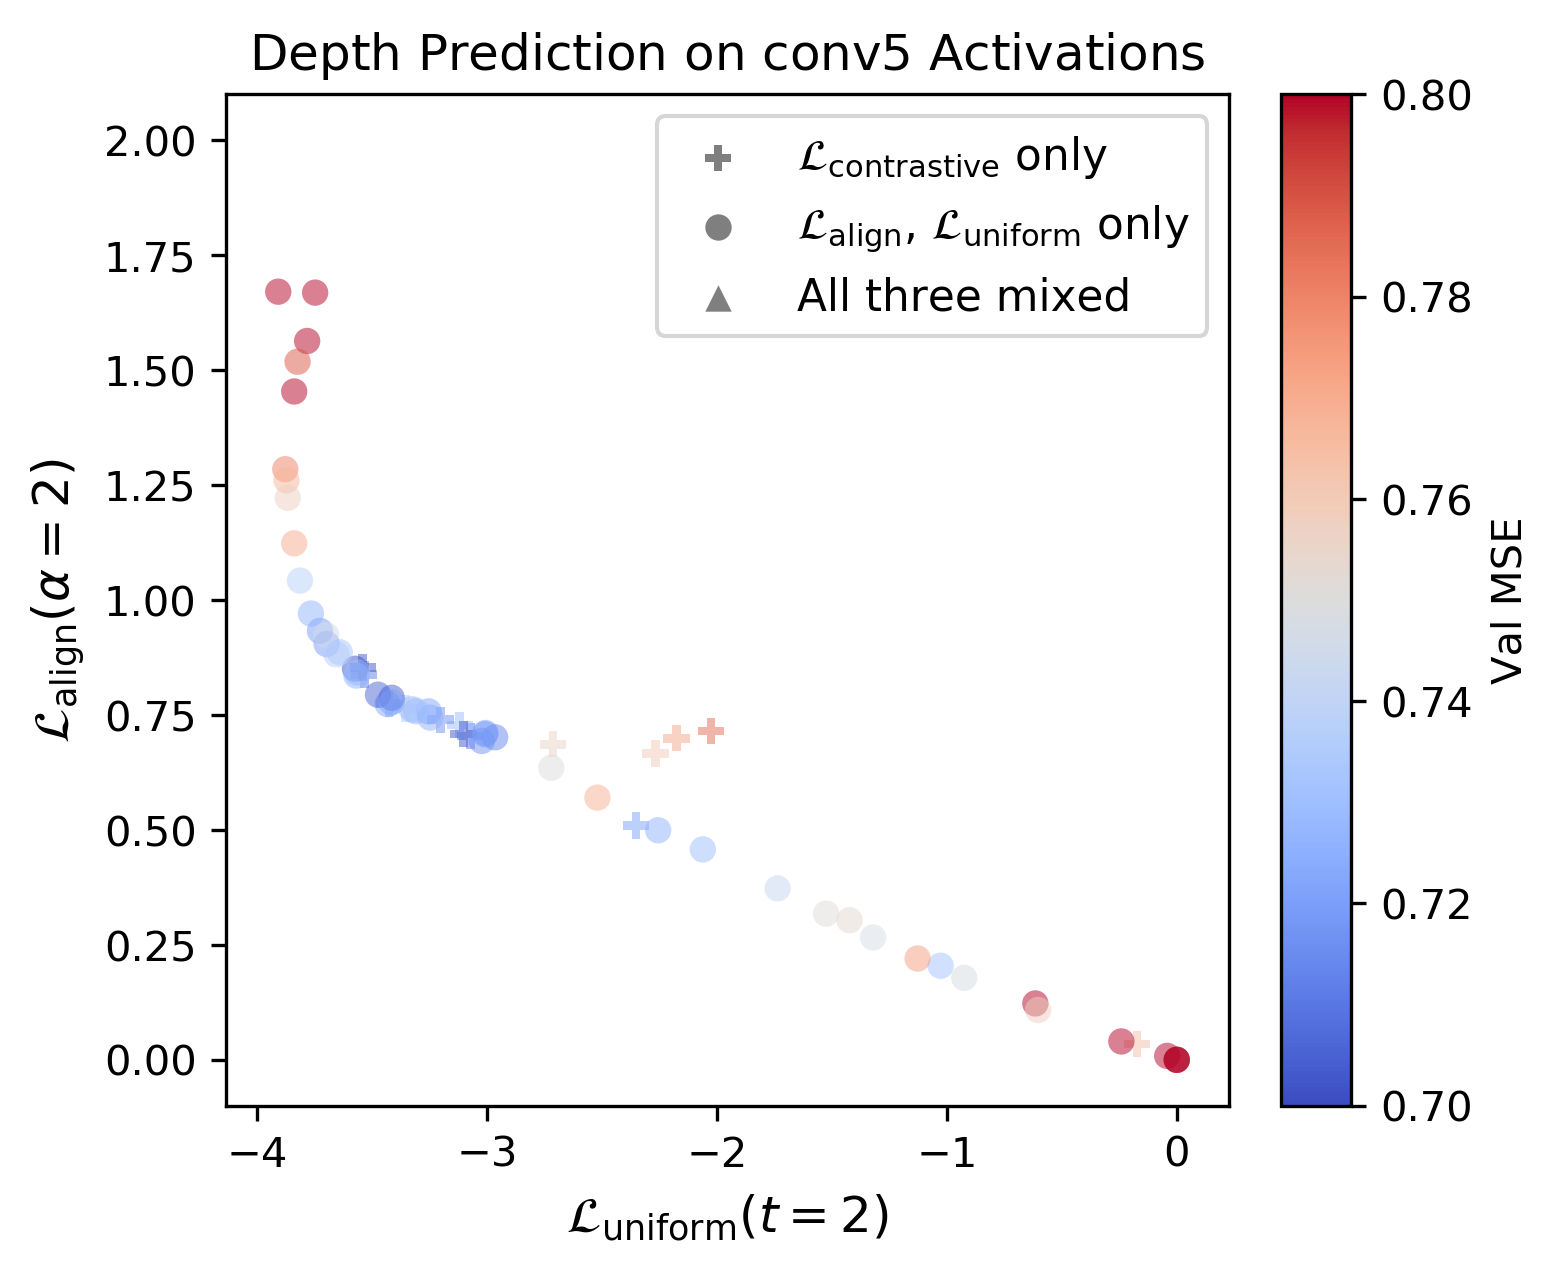 Depth Prediction on conv5 Activations
ℒcontrastive only
ℒalign, ℒuniform only
All three mixed
2.00
1.75
1.50
1.25
1.00
0.75
0.50
0.25
0.00
ℒalign(α = 2)
−4
−3
−2
−1
0
ℒuniform(t = 2)
0.80
0.78
0.76
0.74
0.72
0.70
Val MSE